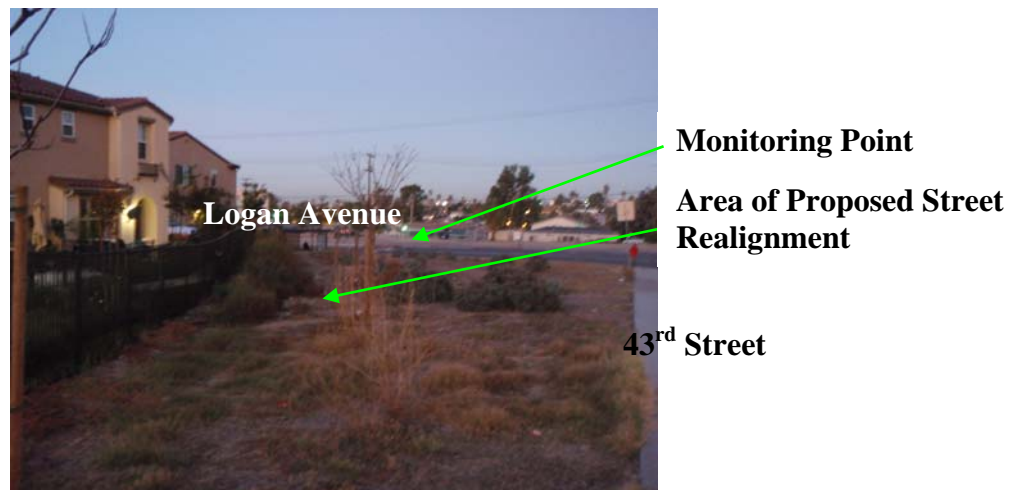 Monitoring Point
Area of Proposed Street
Realignment
Logan Avenue
43rd Street